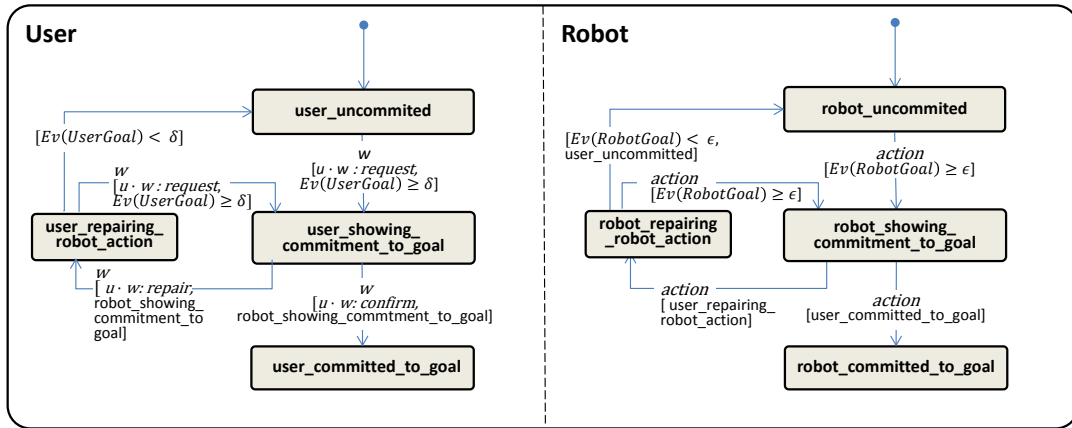 User
user_uncommited
[Ev(UserGoal) < δ]
w
[u · w : request,
Ev(UserGoal) ≥ δ]
w
[u · w : request,
Ev(UserGoal) ≥ δ]
user_repairing_
robot_action
user_showing_
commitment_to_goal
w
[ u · w: repair,
robot_showing_
commitment_to
goal]
w
[u · w: confirm,
robot_showing_commtment_to_goal]
user_committed_to_goal
Robot
robot_uncommited
[Ev(RobotGoal) < ϵ,
user_uncommitted]
action
[Ev(RobotGoal) ≥ ϵ]
action
[Ev(RobotGoal) ≥ ϵ]
robot_repairing
_robot_action
robot_showing_
commitment_to_goal
action
[ user_repairing_
robot_action]
action
[user_committed_to_goal]
robot_committed_to_goal